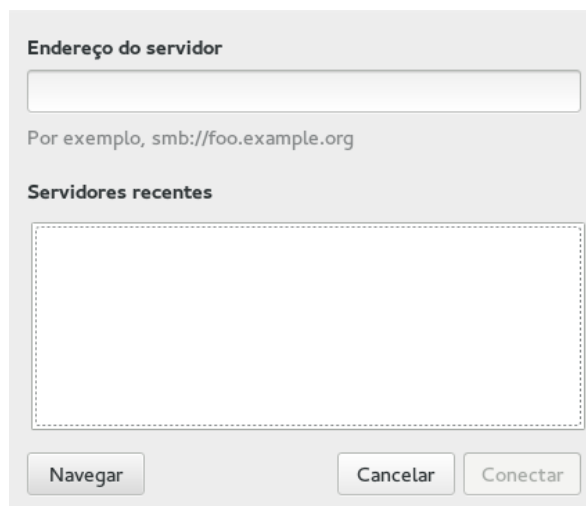 Endereço do servidor
Por exemplo, smb://foo.example.org
Servidores recentes
Navegar
Cancelar
Conectar